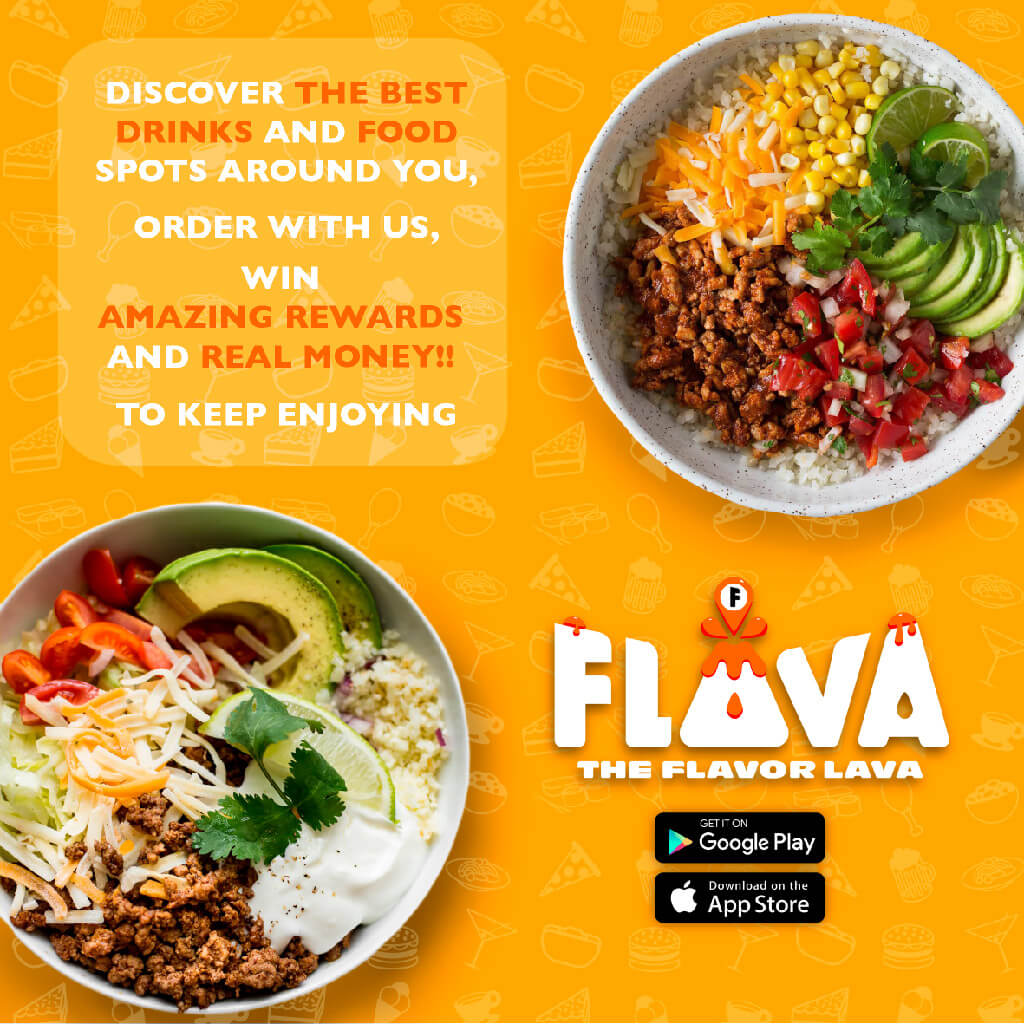 DISCOVER THE BEST
DRINKS AND FOOD
SPOTS AROUND YOU,
ORDER WITH US,
WIN
AMAZING REWARDS
AND REAL MONEY!!
TO KEEP ENJOYING
F
FLAVA
THE FLAVOR LAVA
GET IT ON
Google Play
Download on the
App Store